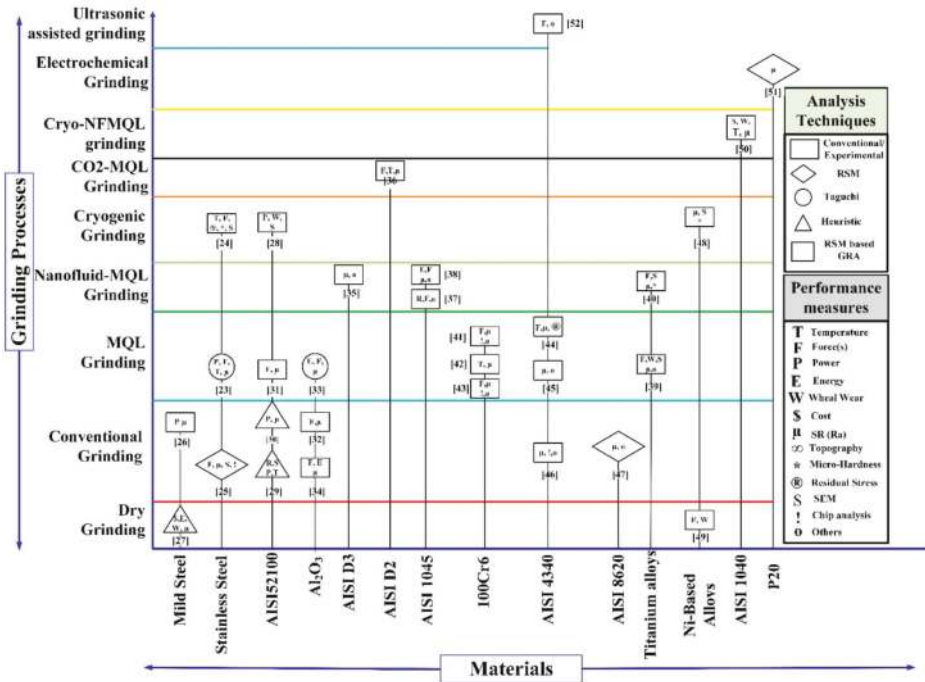 Grinding Processes
Ultrasonic
assisted grinding
Electrochemical
Grinding
Cryo-NFMQL
grinding
CO2-MQL
Grinding
Cryogenic
Grinding
Nanofluid-MQL
Grinding
MQL
Grinding
Conventional
Grinding
Dry
Grinding
[52]
μ
[51]
S, W,
T, μ
[50]
F,T,μ
[36
[24]
F, W,
S
[28]
μ, S
*
[48]
μ, o
[35]
[38]
R,F,o
[37]
F,S
μ,*
[40]
[41]
[42]
[43]
T,μ, ®
[44]
μ, o
[45]
F,W,S
μ,o
[39]
[23]
[31]
[33]
P μ
[26]
P, μ
[30]
[32]
F, μ, S, !
[25]
R,S
P,T
[29]
F, E
μ
[34]
μ, !,o
[46]
μ, o
[47]
[27]
F, W
[49]
Mild Steel
Stainless Steel
AISI52100
Al₂O₃
AISI D3
AISI D2
AISI 1045
100Cr6
AISI 4340
AISI 8620
Titanium alloys
Ni-Based
Alloys
AISI 1040
P20
Materials
Analysis
Techniques
Conventional/
Experimental
RSM
Taguchi
Heuristic
RSM based
GRA
Performance
measures
T Temperature
F Force(s)
P Power
E Energy
W Wheal Wear
$ Cost
μ SR (Ra)
∞ Topography
* Micro-Hardness
® Residual Stress
S SEM
! Chip analysis
o Others